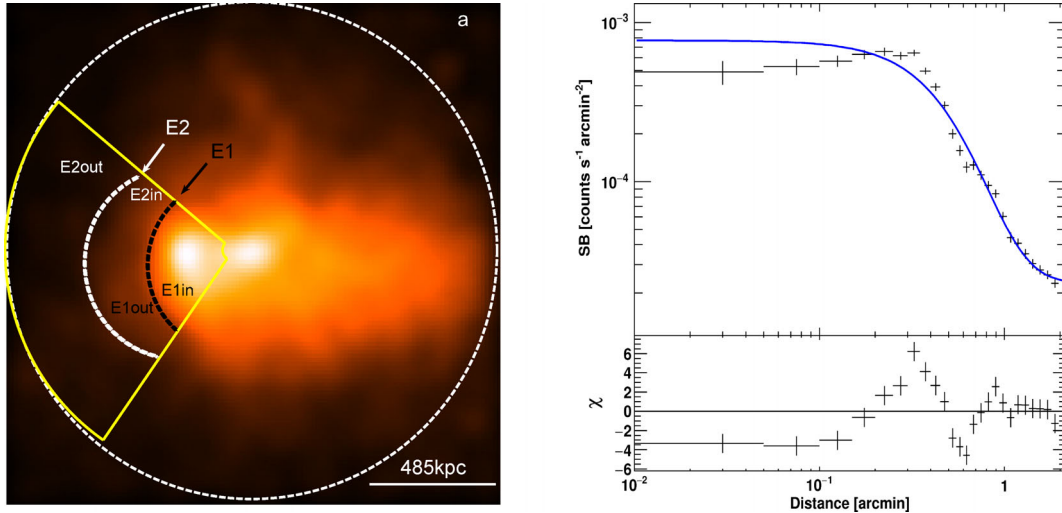 a
E2
E2out
E1
E2in
E1in
E1out
485kpc
10⁻³
10⁻⁴
SB [counts s⁻¹ arcmin⁻²]
6
4
2
0
−2
−4
−6
χ
10⁻²
10⁻¹
1
Distance [arcmin]